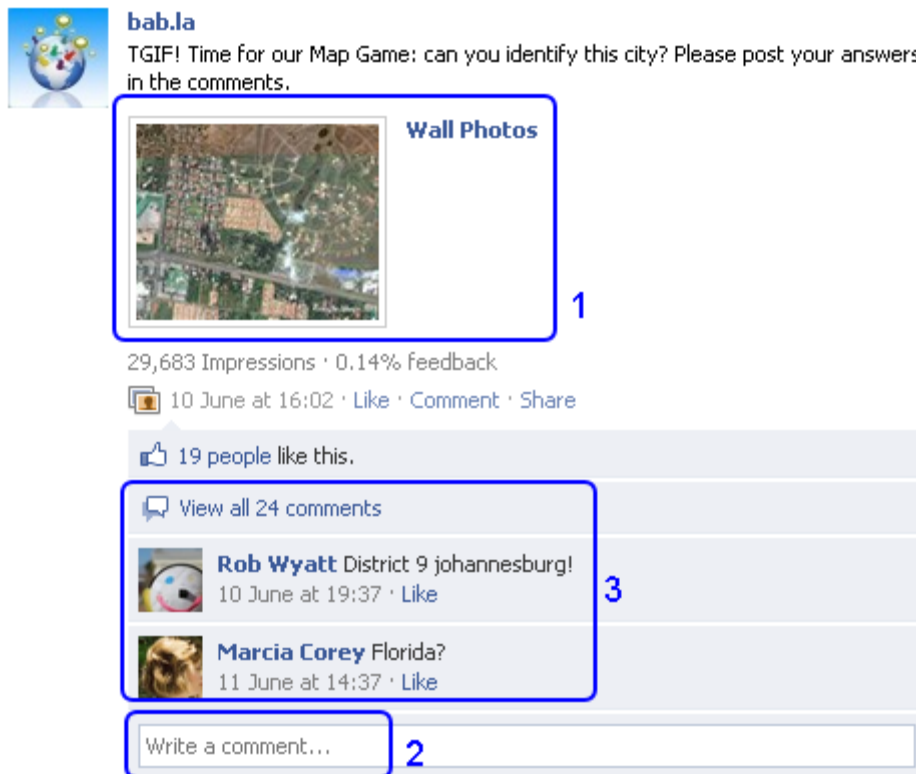 bab.la
TGIF! Time for our Map Game: can you identify this city? Please post your answers
in the comments.
Wall Photos
1
29,683 Impressions · 0.14% feedback
10 June at 16:02 · Like · Comment · Share
19 people like this.
View all 24 comments
Rob Wyatt District 9 johannesburg!
10 June at 19:37 · Like
3
Marcia Corey Florida?
11 June at 14:37 · Like
Write a comment...
2